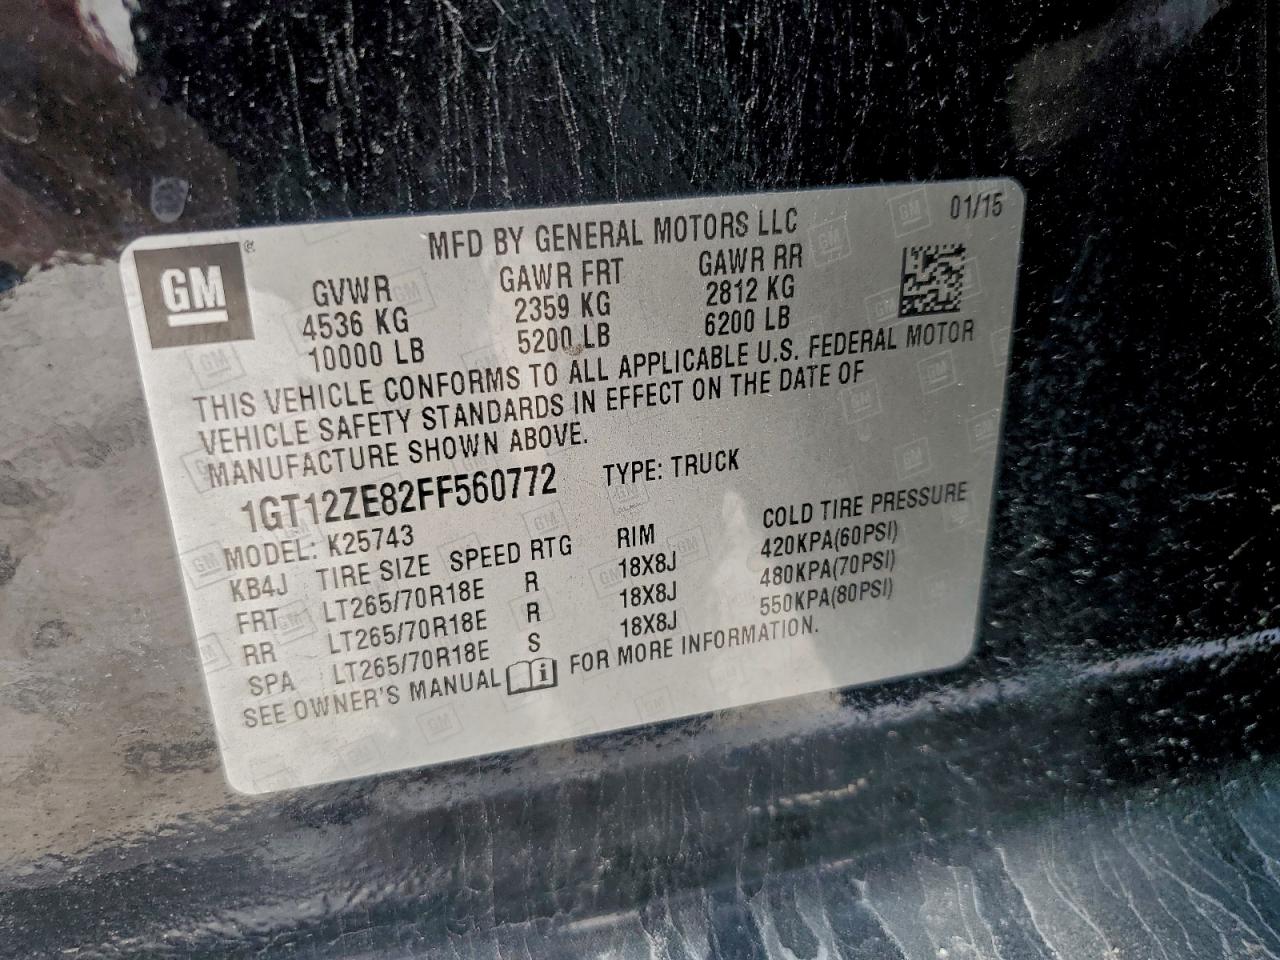 01/15
MFD BY GENERAL MOTORS LLC
GM ®
GVWR GAWR FRT GAWR RR
4536 KG 2359 KG 2812 KG
10000 LB 5200 LB 6200 LB
THIS VEHICLE CONFORMS TO ALL APPLICABLE U.S. FEDERAL MOTOR
VEHICLE SAFETY STANDARDS IN EFFECT ON THE DATE OF
MANUFACTURE SHOWN ABOVE.
1GT12ZE82FF560772 TYPE: TRUCK
MODEL: K25743
KB4J TIRE SIZE SPEED RTG RIM COLD TIRE PRESSURE
FRT LT265/70R18E R 18X8J 420KPA(60PSI)
RR LT265/70R18E R 18X8J 480KPA(70PSI)
SPA LT265/70R18E S 18X8J 550KPA(80PSI)
SEE OWNER'S MANUAL i FOR MORE INFORMATION.